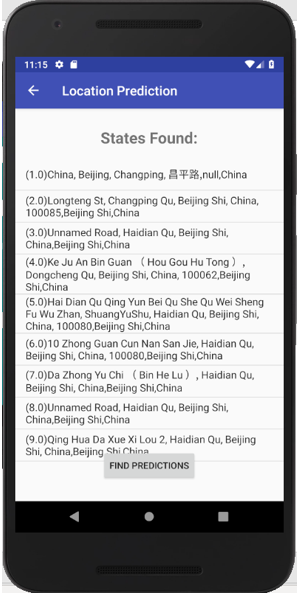 11:15
Location Prediction
States Found:
(1.0)China, Beijing, Changping, 昌平路,null,China
(2.0)Longteng St, Changping Qu, Beijing Shi, China,
100085,Beijing Shi,China
(3.0)Unnamed Road, Haidian Qu, Beijing Shi,
China,Beijing Shi,China
(4.0)Ke Ju An Bin Guan （ Hou Gou Hu Tong ）,
Dongcheng Qu, Beijing Shi, China, 100062,Beijing
Shi,China
(5.0)Hai Dian Qu Qing Yun Bei Qu She Qu Wei Sheng
Fu Wu Zhan, ShuangYuShu, Haidian Qu, Beijing Shi,
China, 100080,Beijing Shi,China
(6.0)10 Zhong Guan Cun Nan San Jie, Haidian Qu,
Beijing Shi, China, 100080,Beijing Shi,China
(7.0)Da Zhong Yu Chi （ Bin He Lu ）, Haidian Qu,
Beijing Shi, China,Beijing Shi,China
(8.0)Unnamed Road, Haidian Qu, Beijing Shi,
China,Beijing Shi,China
(9.0)Qing Hua Da Xue Xi Lou 2, Haidian Qu, Beijing
Shi, China,Beijing Shi,China
FIND PREDICTIONS